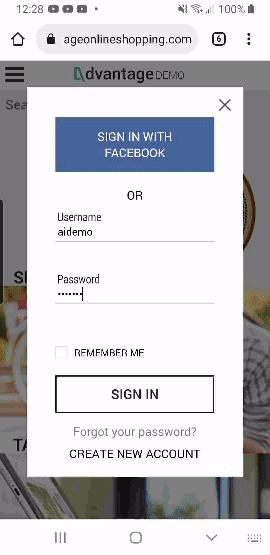 12:28
100%
ageonlineshopping.com
6
dvantage DEMO
Sea
SIGN IN WITH
FACEBOOK
OR
Username
aidemo
Password
•••••••
REMEMBER ME
SIGN IN
Forgot your password?
CREATE NEW ACCOUNT